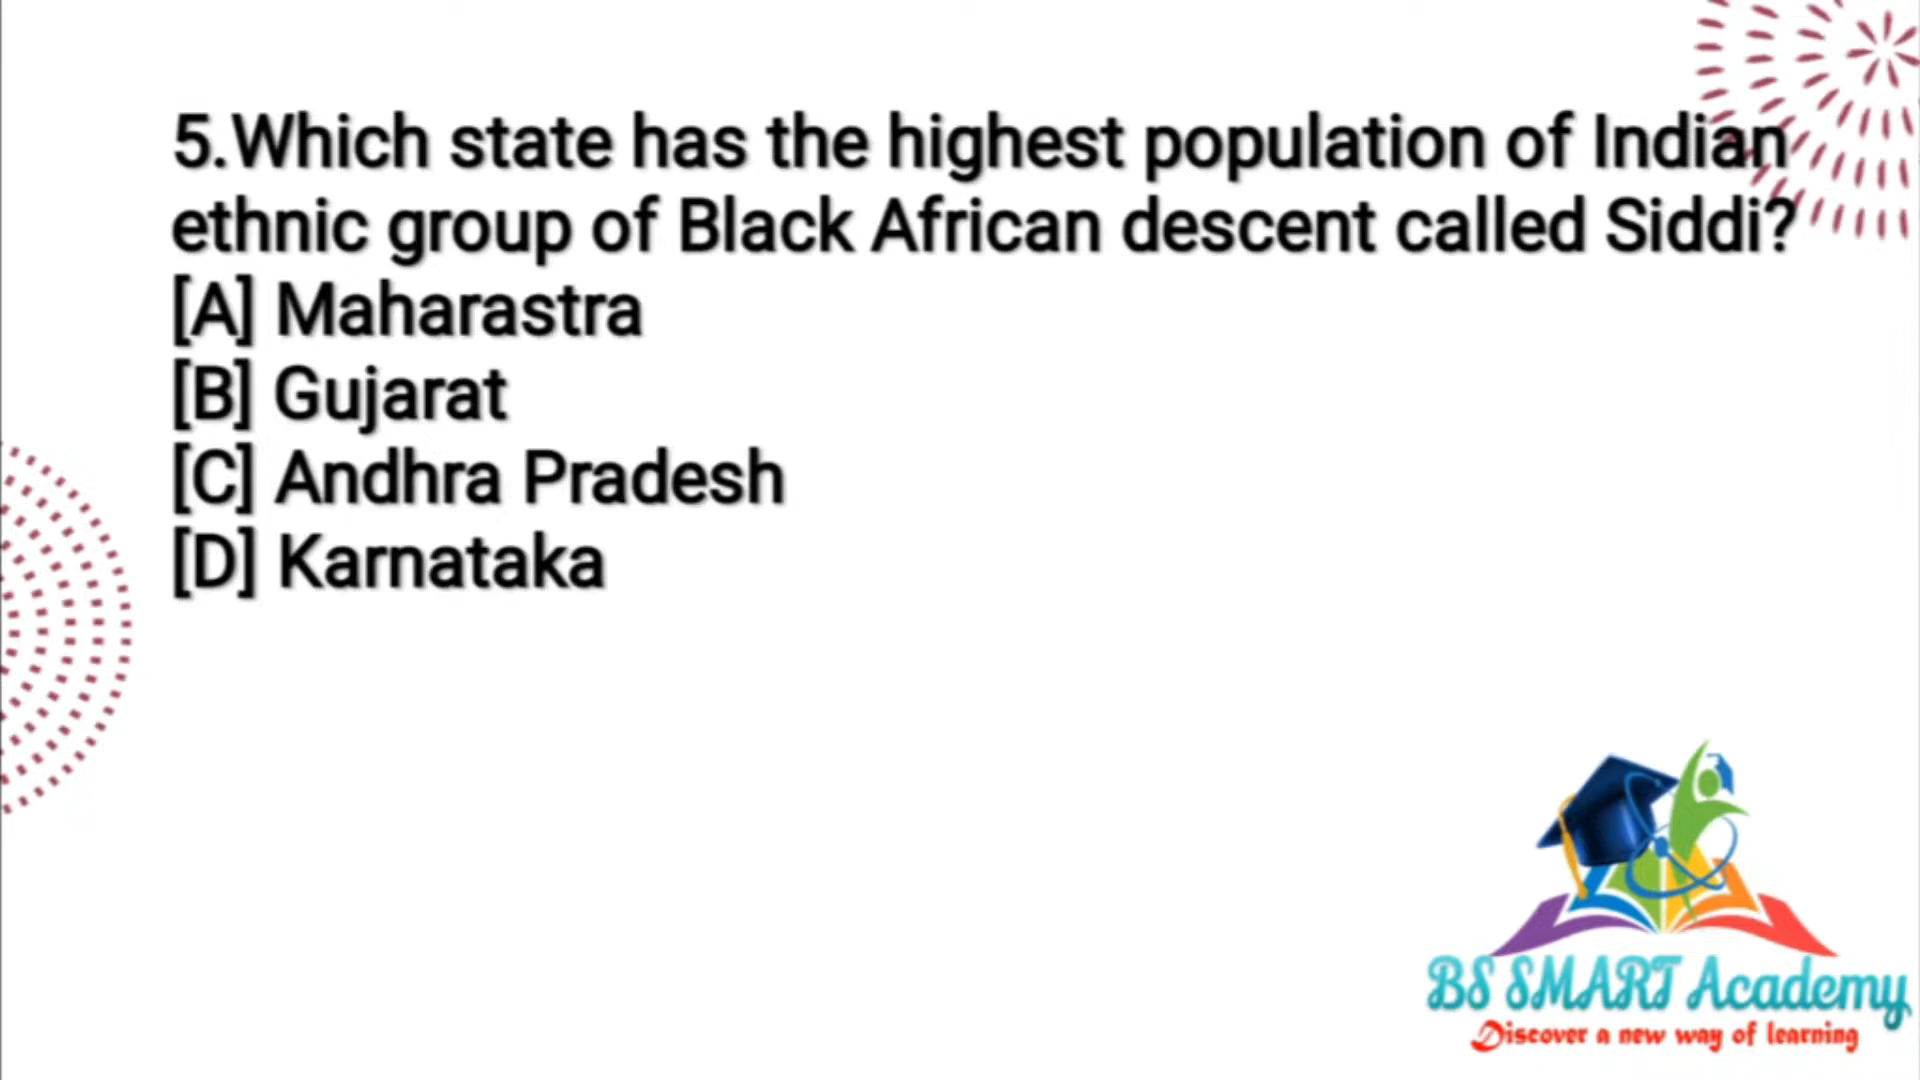 5.Which state has the highest population of Indian
ethnic group of Black African descent called Siddi?
[A] Maharastra
[B] Gujarat
[C] Andhra Pradesh
[D] Karnataka
BS SMART Academy
Discover a new way of learning